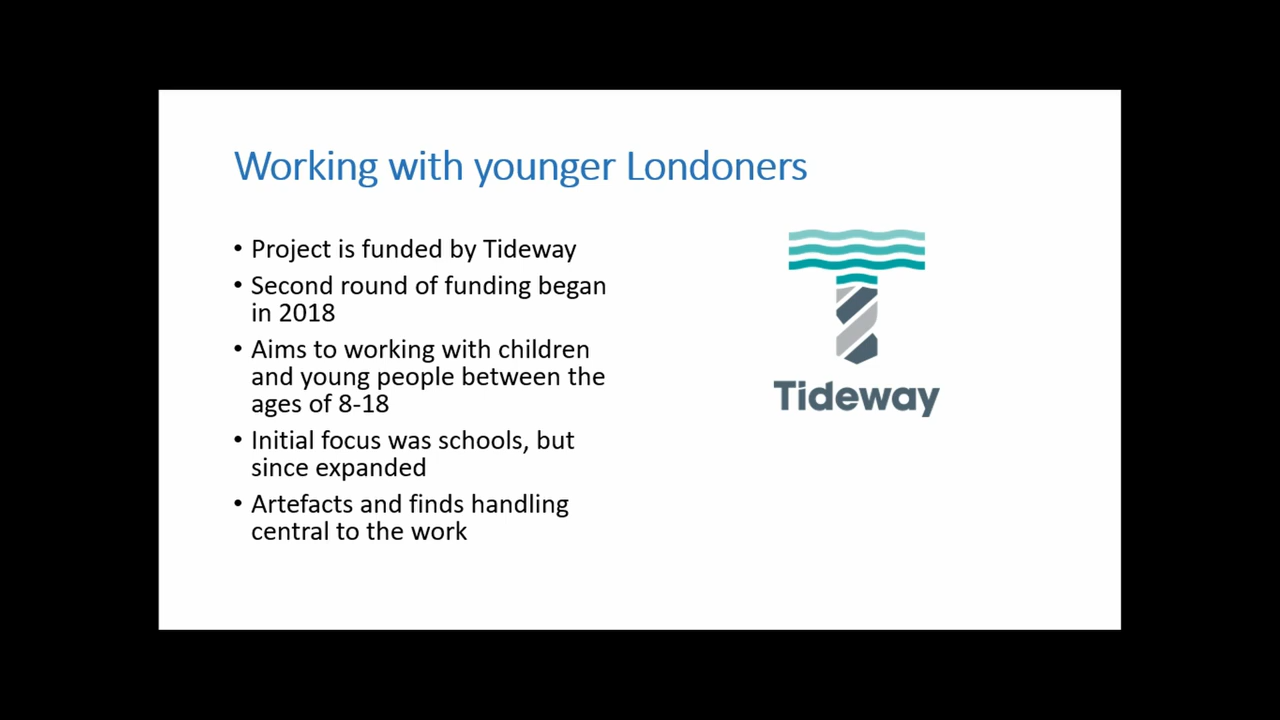 Working with younger Londoners
• Project is funded by Tideway
• Second round of funding began
in 2018
• Aims to working with children
and young people between the
ages of 8-18
• Initial focus was schools, but
since expanded
• Artefacts and finds handling
central to the work
Tideway